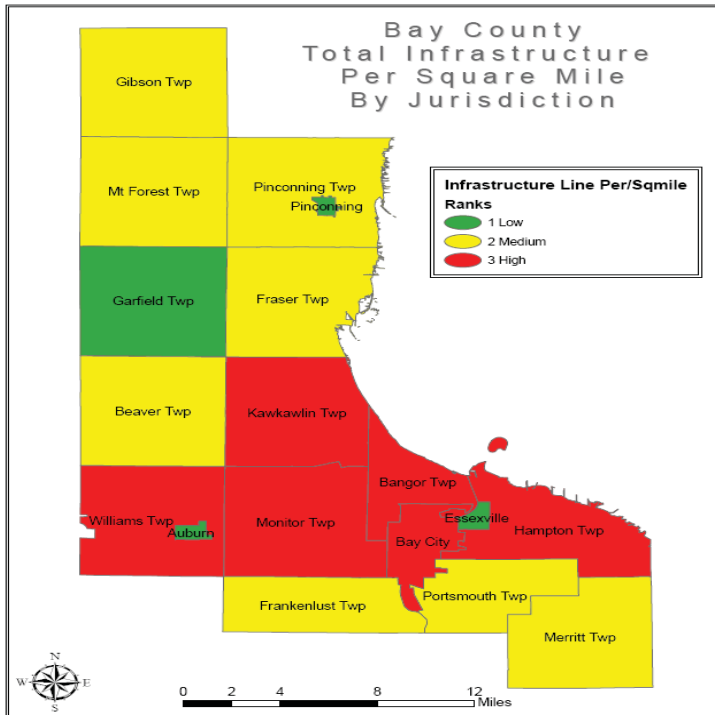 Bay County
Total Infrastructure
Per Square Mile
By Jurisdiction
Gibson Twp
Mt Forest Twp
Pinconning Twp
Pinconning
Infrastructure Line Per/Sqmile
Ranks
1 Low
2 Medium
3 High
Garfield Twp
Fraser Twp
Beaver Twp
Kawkawlin Twp
Bangor Twp
Williams Twp
Auburn
Monitor Twp
Essexville
Bay City
Hampton Twp
Frankenlust Twp
Portsmouth Twp
Merritt Twp
N
W E
S
0 2 4 8 12
Miles